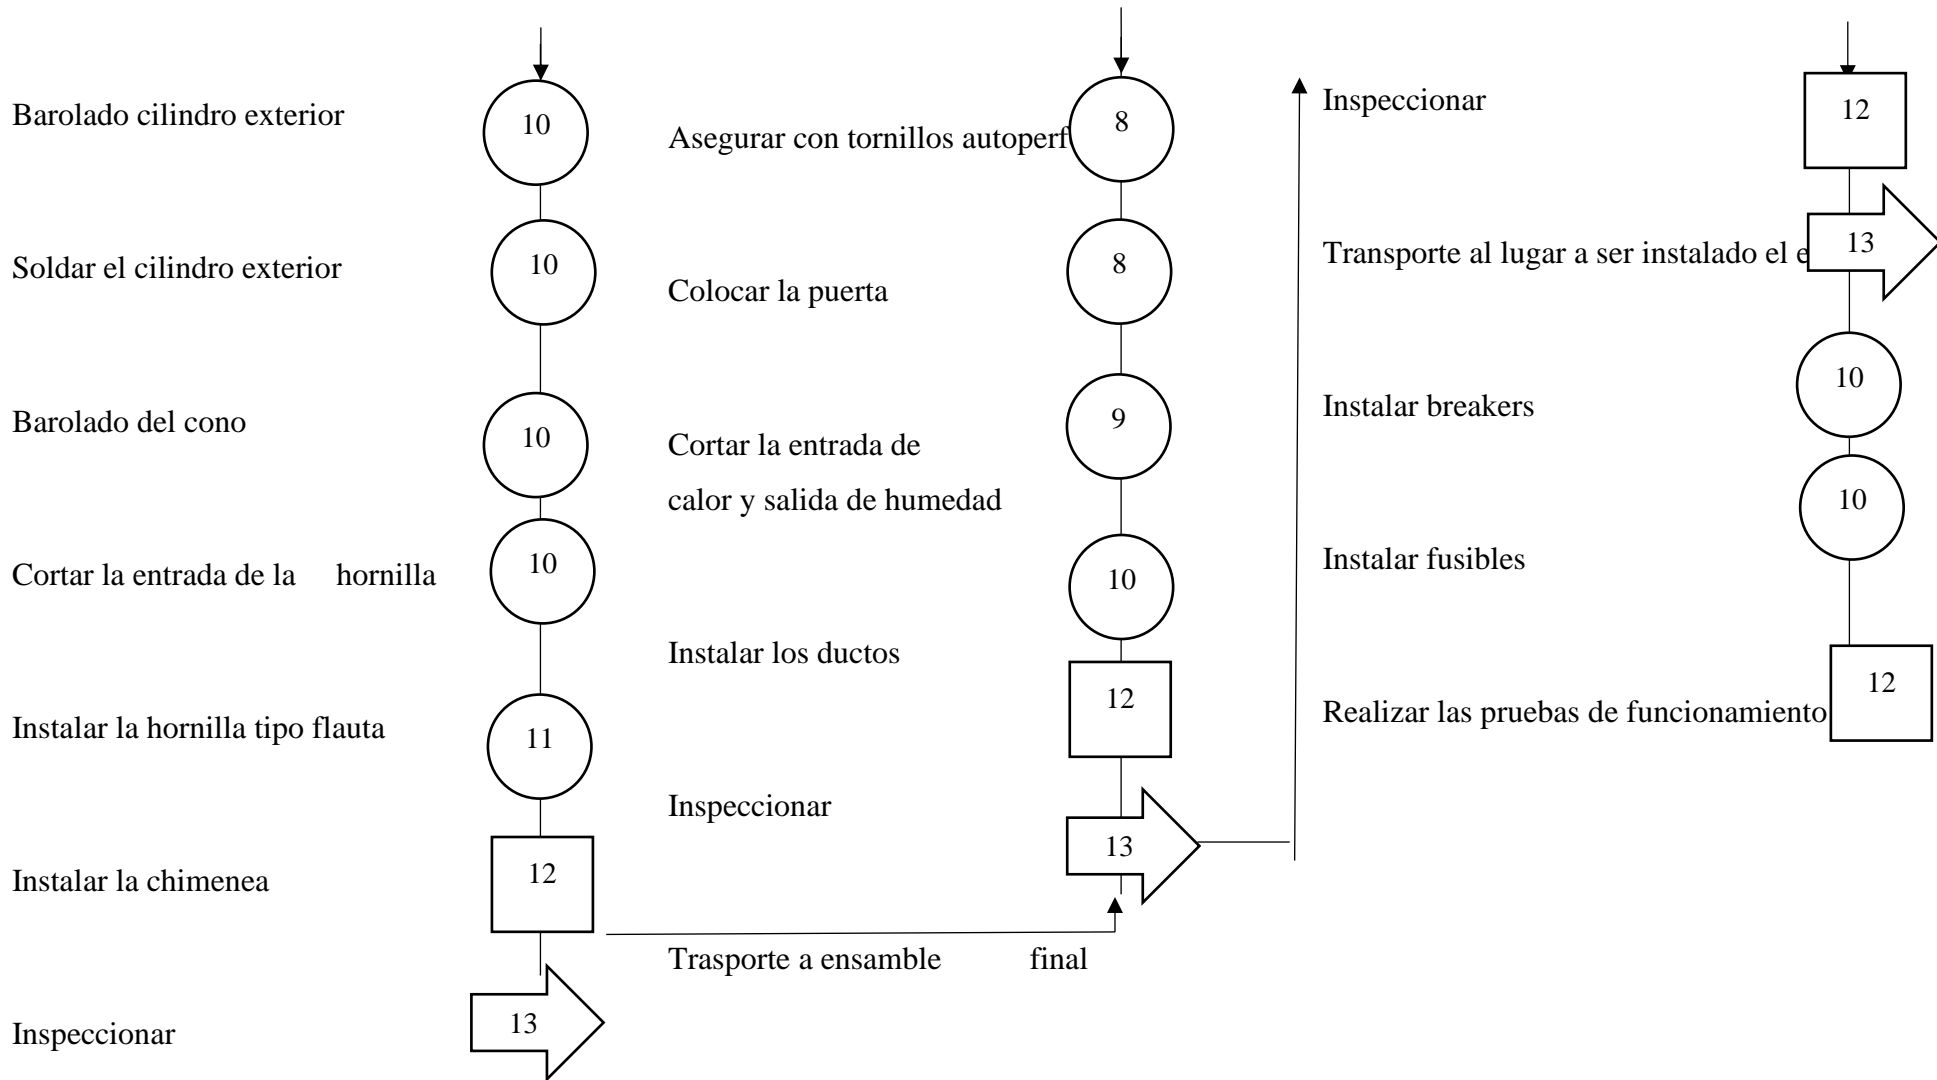 Barolado cilindro exterior
10
Soldar el cilindro exterior
10
Barolado del cono
10
Cortar la entrada de la hornilla
10
Instalar la hornilla tipo flauta
11
Instalar la chimenea
12
Inspeccionar
13
Asegurar con tornillos autoperf
8
Colocar la puerta
8
Cortar la entrada de
calor y salida de humedad
9
Instalar los ductos
10
12
Inspeccionar
13
Trasporte a ensamble final
Inspeccionar
12
Transporte al lugar a ser instalado el e
13
Instalar breakers
10
Instalar fusibles
10
Realizar las pruebas de funcionamiento
12